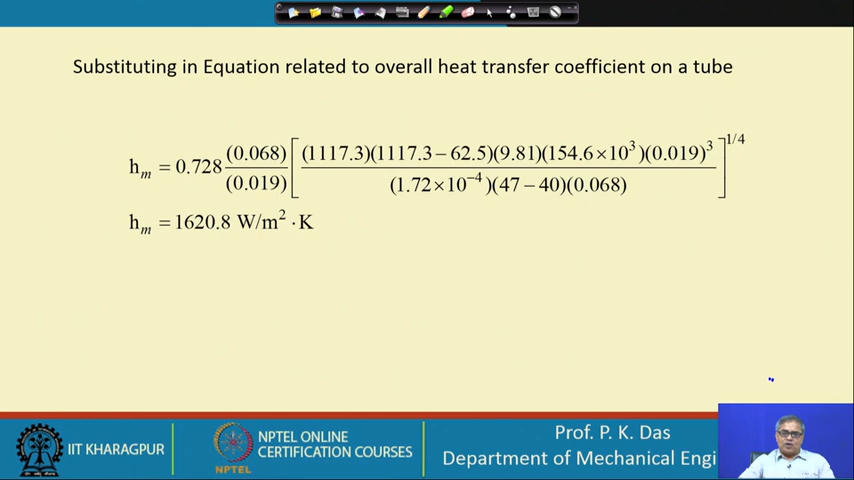 Substituting in Equation related to overall heat transfer coefficient on a tube
h_m = 0.728 (0.068)/(0.019) [ (1117.3)(1117.3 − 62.5)(9.81)(154.6×10³)(0.019)³ / (1.72×10⁻⁴)(47 − 40)(0.068) ]^1/4
h_m = 1620.8 W/m² · K
IIT KHARAGPUR
NPTEL
NPTEL ONLINE
CERTIFICATION COURSES
Prof. P. K. Das
Department of Mechanical Engi